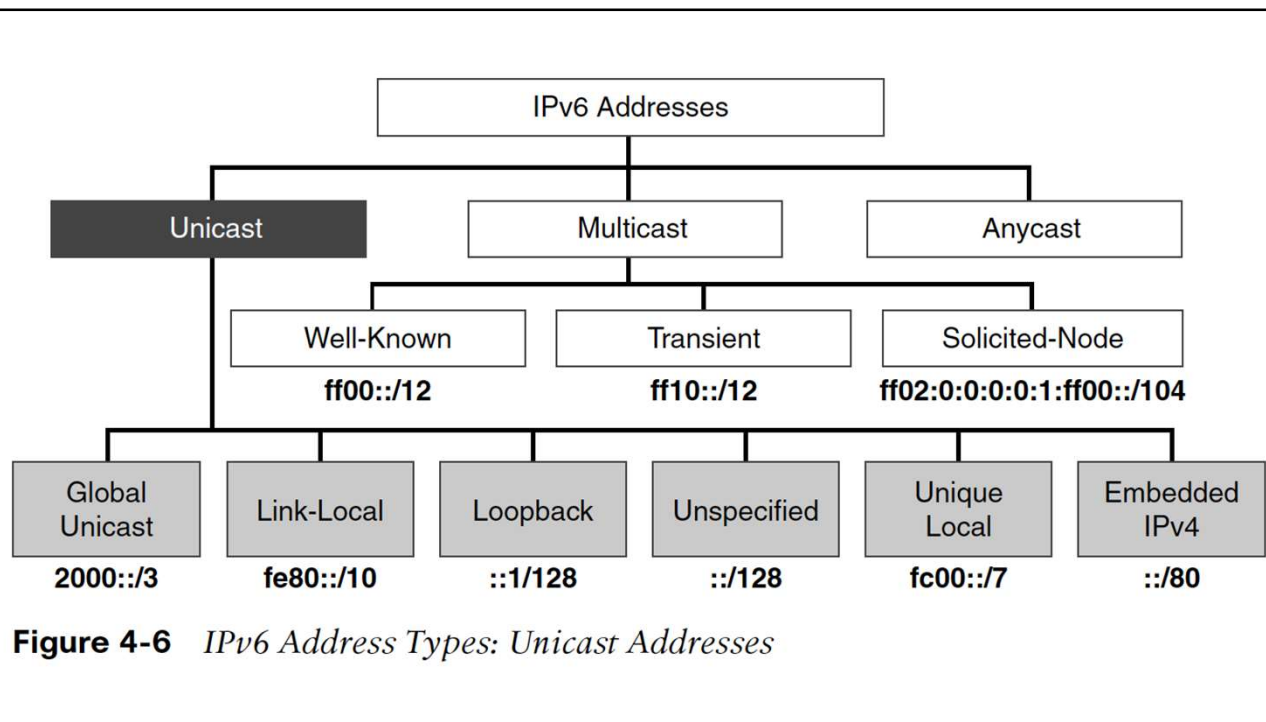 IPv6 Addresses
Unicast
Multicast
Anycast
Well-Known
Transient
Solicited-Node
ff00::/12
ff10::/12
ff02:0:0:0:0:1:ff00::/104
Global
Unicast
Link-Local
Loopback
Unspecified
Unique
Local
Embedded
IPv4
2000::/3
fe80::/10
::1/128
::/128
fc00::/7
::/80
Figure 4-6 IPv6 Address Types: Unicast Addresses